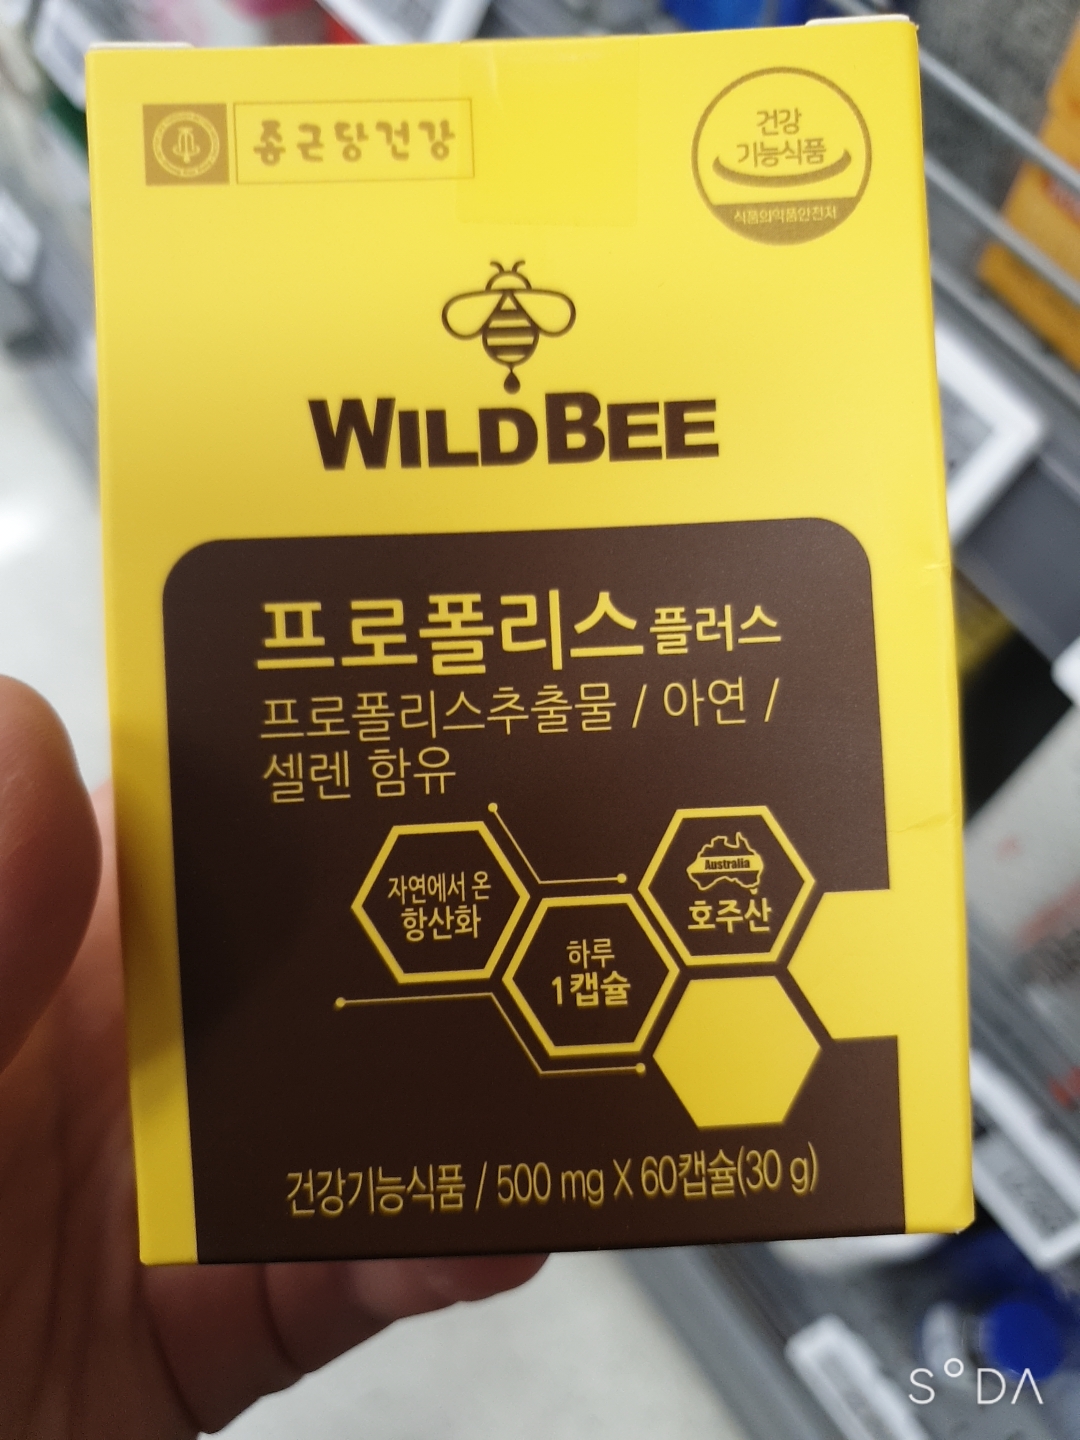 종근당건강
건강
기능식품
식품의약품안전처
WILD BEE
프로폴리스 플러스
프로폴리스추출물 / 아연 /
셀렌 함유
자연에서 온
항산화
하루
1캡슐
Australia
호주산
건강기능식품 / 500 mg X 60캡슐(30 g)
SODA